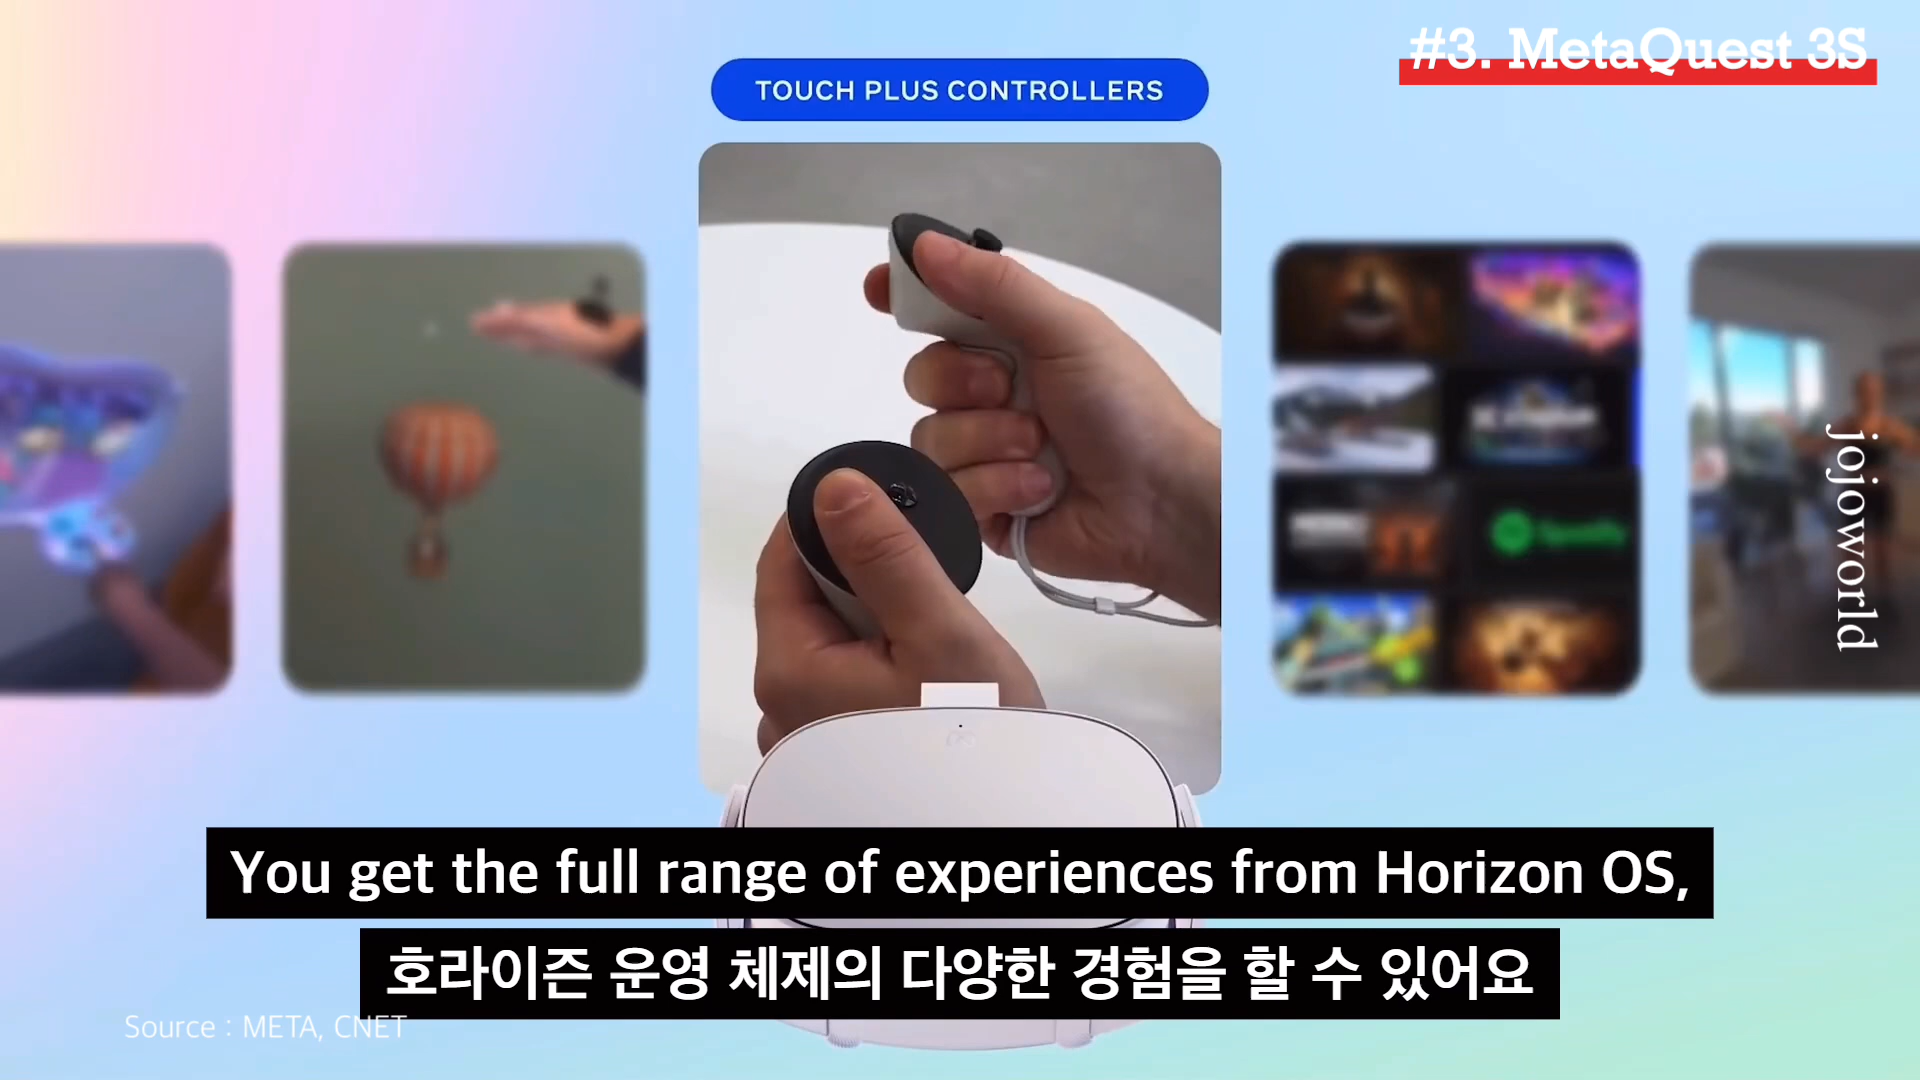 #3. MetaQuest 3S
TOUCH PLUS CONTROLLERS
Spotify
jojoworld
You get the full range of experiences from Horizon OS,
호라이즌 운영 체제의 다양한 경험을 할 수 있어요
Source : META, CNET